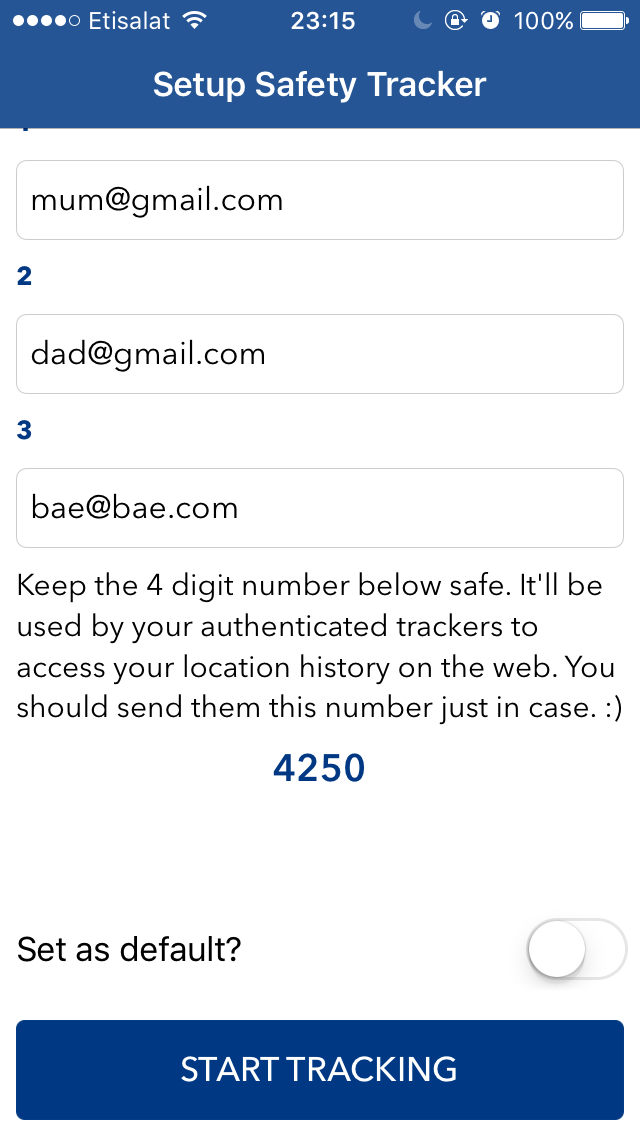 Etisalat 23:15 100%
Setup Safety Tracker
mum@gmail.com
2
dad@gmail.com
3
bae@bae.com
Keep the 4 digit number below safe. It'll be
used by your authenticated trackers to
access your location history on the web. You
should send them this number just in case. :)
4250
Set as default?
START TRACKING